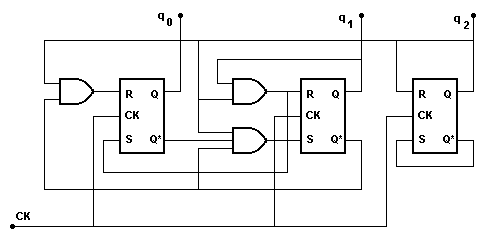 q0 q1 q2
R Q R Q R Q
CK CK CK
S Q* S Q* S Q*
CK